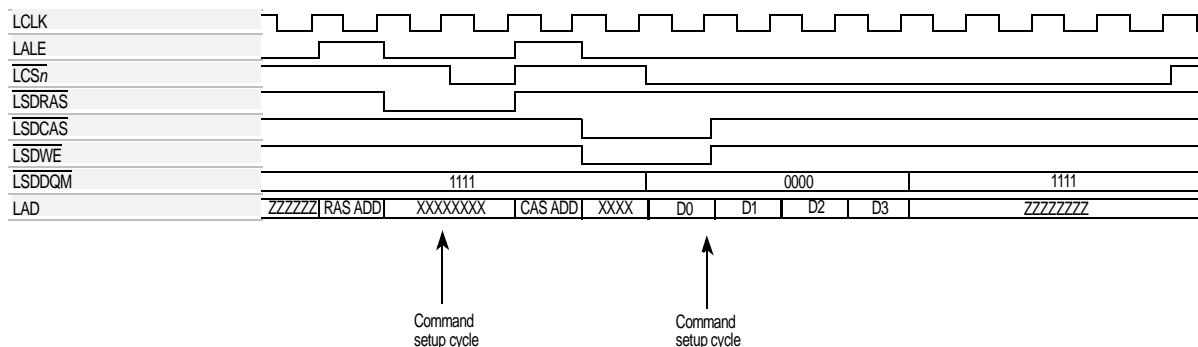 LCLK
LALE
LCSn
LSDRAS
LSDCAS
LSDWE
LSDDQM 1111 0000 1111
LAD ZZZZZZ RAS ADD XXXXXXXX CAS ADD XXXX D0 D1 D2 D3 ZZZZZZZZ
Command Command
setup cycle setup cycle